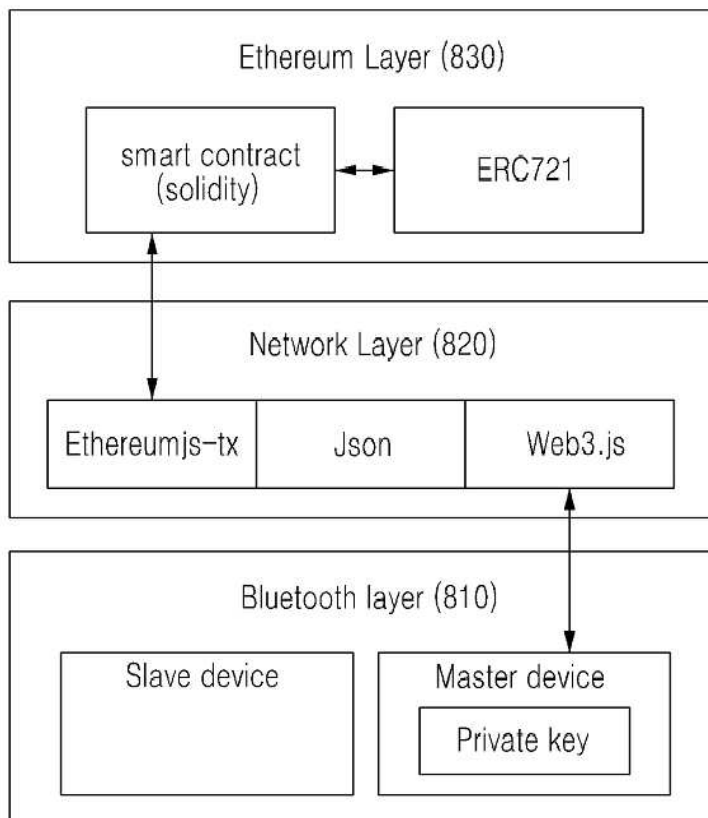 Ethereum Layer (830)
smart contract
(solidity)
ERC721
Network Layer (820)
Ethereumjs-tx
Json
Web3.js
Bluetooth layer (810)
Slave device
Master device
Private key